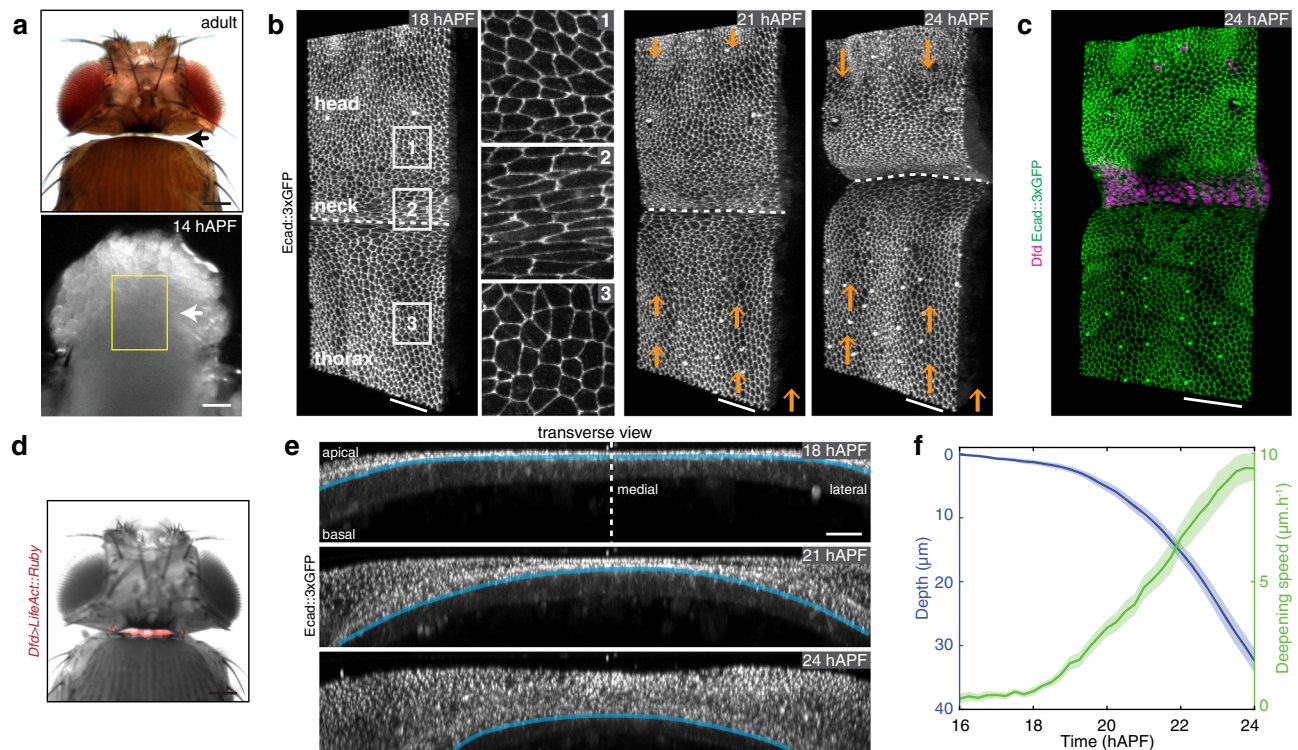 a
adult
14 hAPF
b
Ecad::3xGFP
18 hAPF
head
neck
thorax
1
2
3
1
2
3
21 hAPF
24 hAPF
c
24 hAPF
Dfd Ecad::3xGFP
d
Dfd>LifeAct::Ruby
e
transverse view
Ecad::3xGFP
apical
basal
medial
lateral
18 hAPF
21 hAPF
24 hAPF
f
Depth (µm)
0
10
20
30
40
Deepening speed (µm.h⁻¹)
10
5
0
16 18 20 22 24
Time (hAPF)